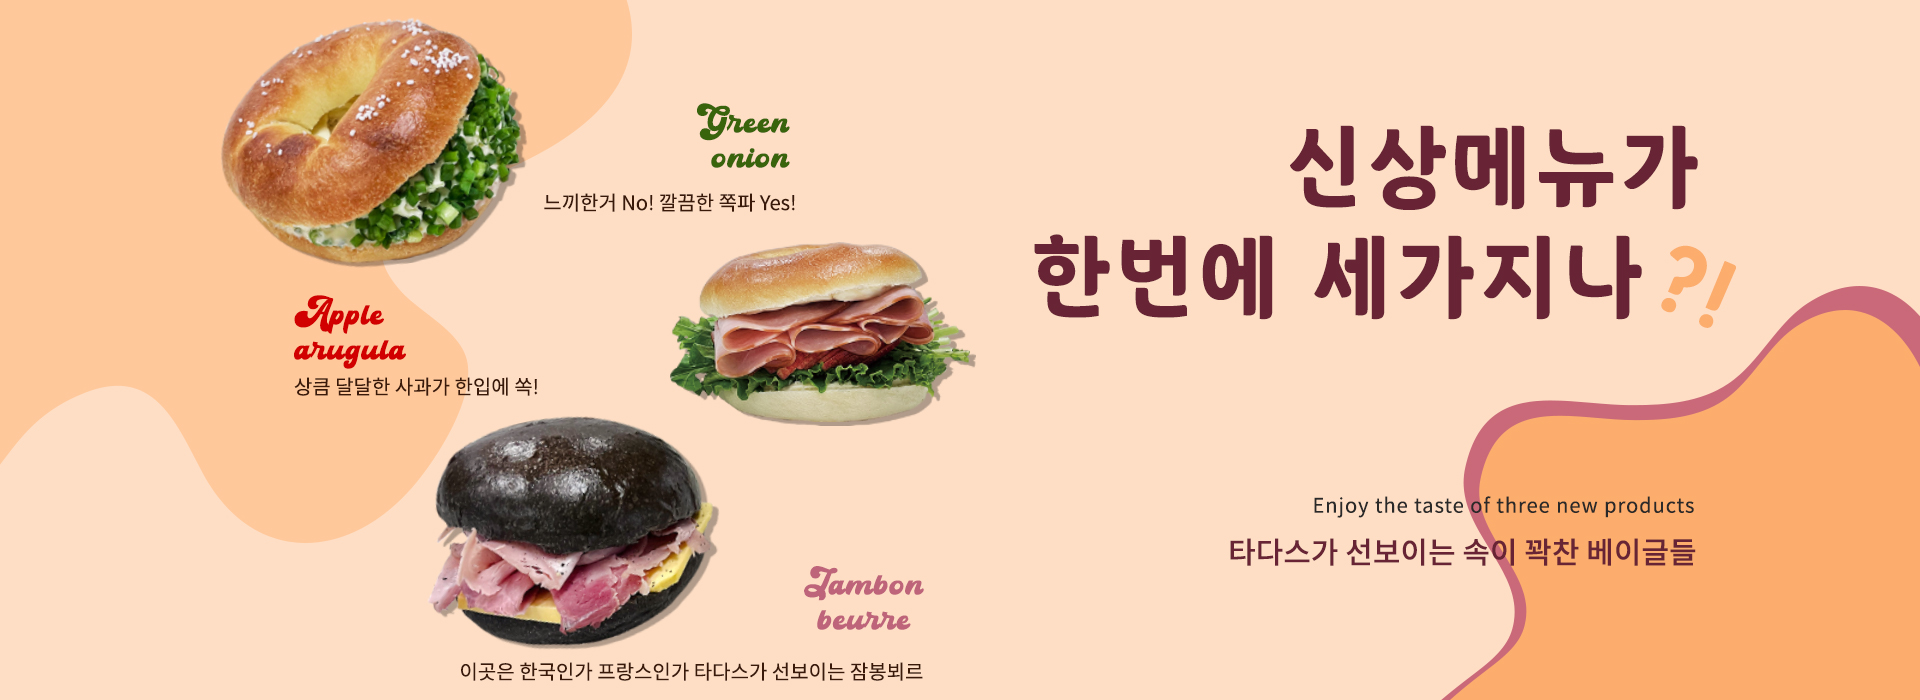 Green
onion
느끼한거 No! 깔끔한 쪽파 Yes!
Apple
arugula
상큼 달달한 사과가 한입에 쏙!
Jambon
beurre
이곳은 한국인가 프랑스인가 타다스가 선보이는 잠봉뵈르
신상메뉴가
한번에 세가지나?!
Enjoy the taste of three new products
타다스가 선보이는 속이 꽉찬 베이글들